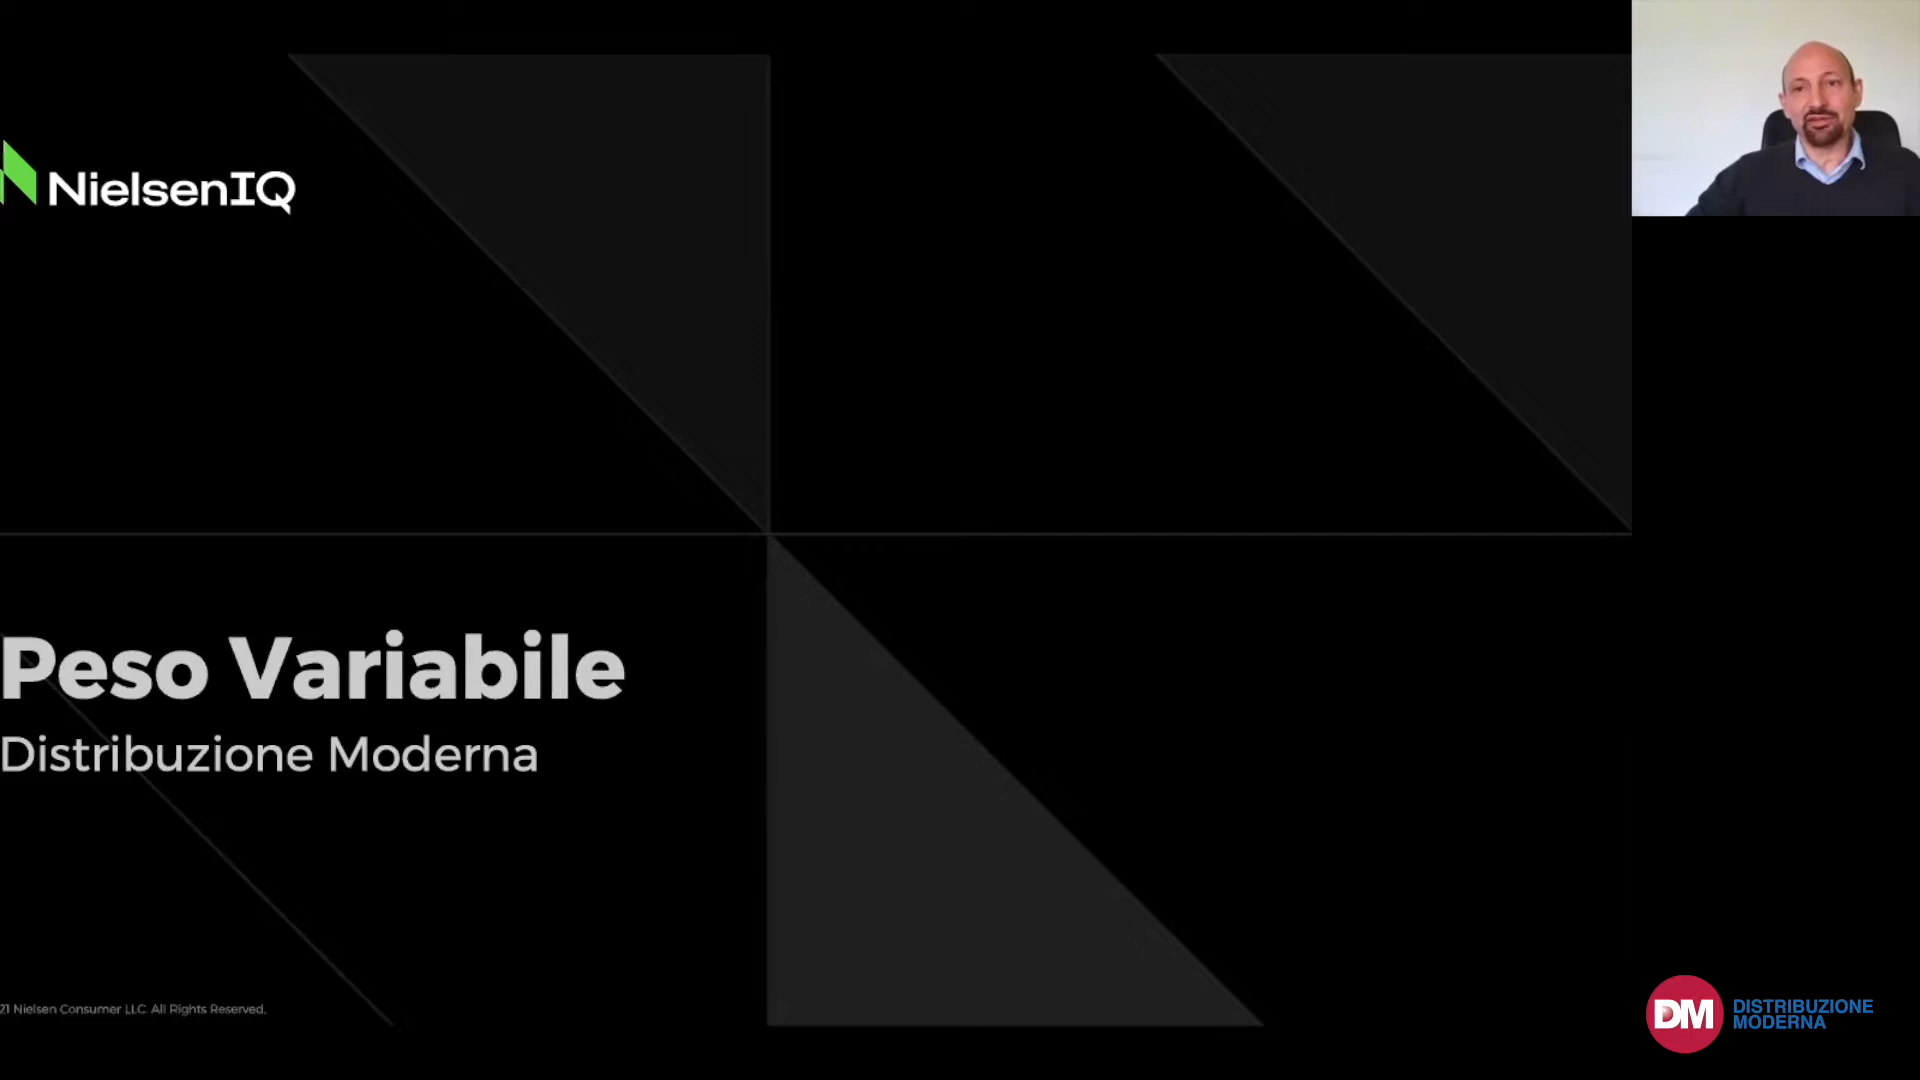 NielsenIQ
Peso Variabile
Distribuzione Moderna
21 Nielsen Consumer LLC. All Rights Reserved.
DM DISTRIBUZIONE
MODERNA